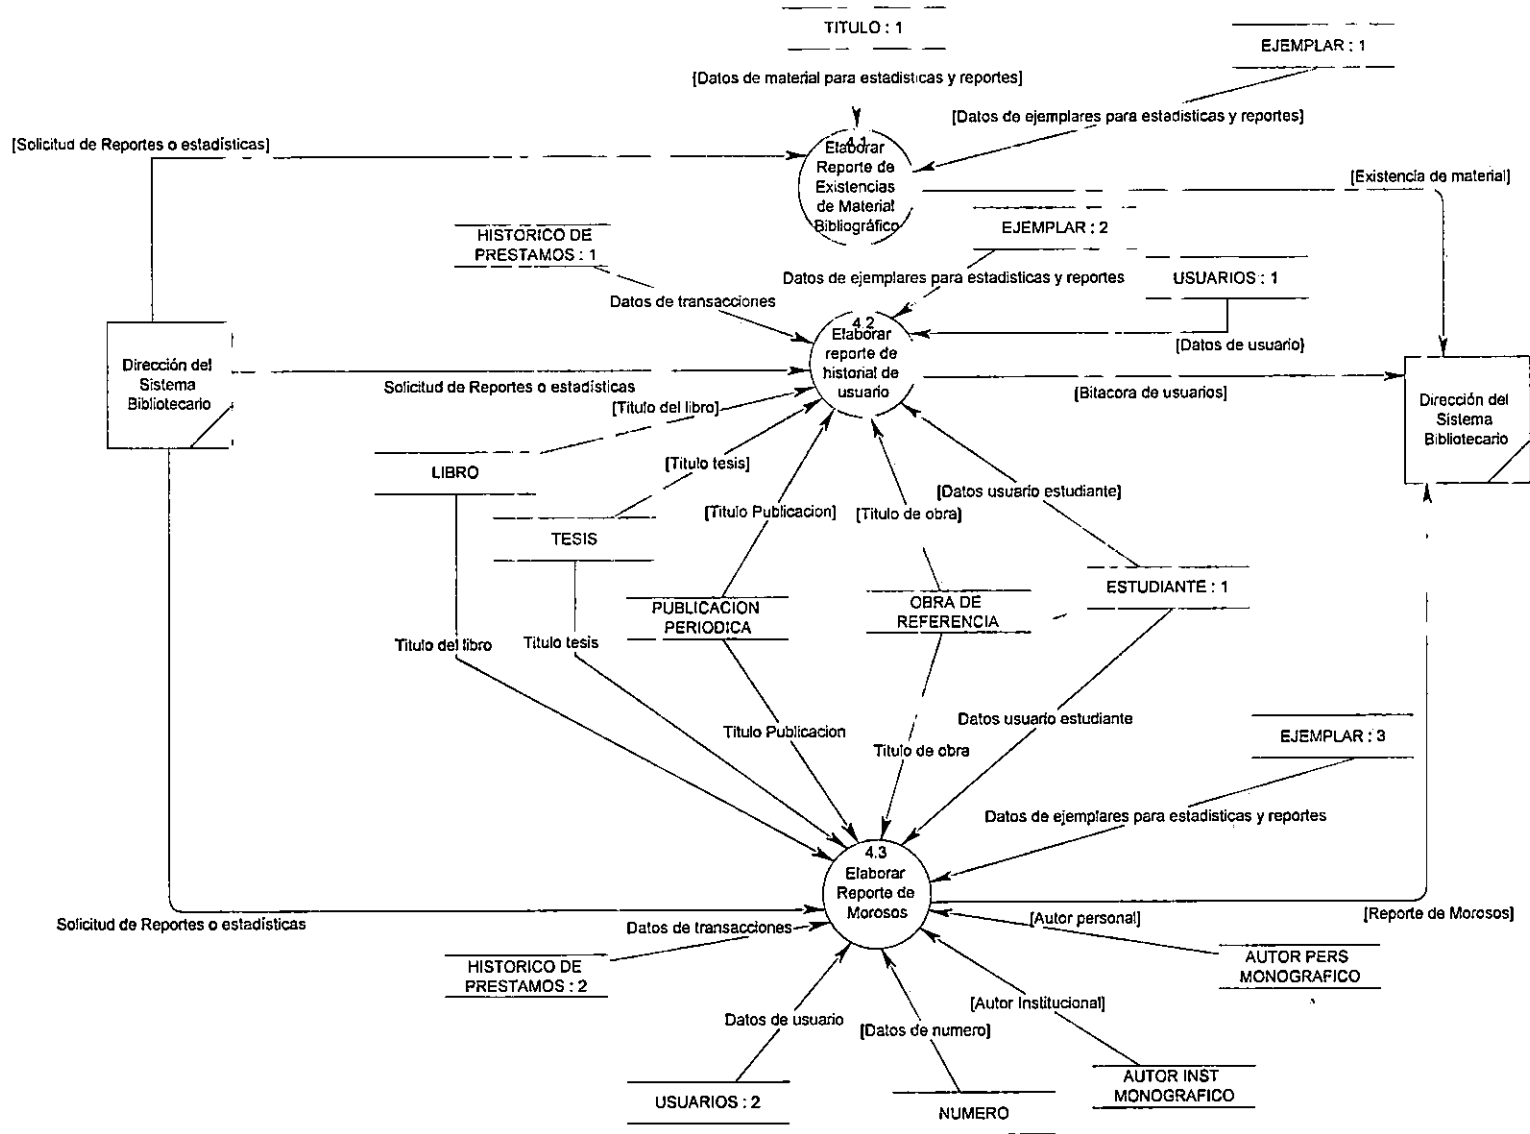 TITULO : 1
EJEMPLAR : 1
[Datos de material para estadisticas y reportes]
[Datos de ejemplares para estadisticas y reportes]
[Solicitud de Reportes o estadísticas]
4.1
Elaborar
Reporte de
Existencias
de Material
Bibliográfico
[Existencia de material]
HISTORICO DE
PRESTAMOS : 1
EJEMPLAR : 2
Datos de ejemplares para estadisticas y reportes
USUARIOS : 1
Datos de transacciones
4.2
Elaborar
reporte de
historial de
usuario
[Datos de usuario]
Dirección del
Sistema
Bibliotecario
Solicitud de Reportes o estadísticas
[Bitacora de usuarios]
Dirección del
Sistema
Bibliotecario
[Titulo del libro]
LIBRO
[Titulo tesis]
[Datos usuario estudiante]
[Titulo Publicacion]
[Titulo de obra]
TESIS
ESTUDIANTE : 1
PUBLICACION
PERIODICA
OBRA DE
REFERENCIA
Titulo del libro
Titulo tesis
Titulo Publicacion
Titulo de obra
Datos usuario estudiante
EJEMPLAR : 3
Datos de ejemplares para estadisticas y reportes
4.3
Elaborar
Reporte de
Morosos
Solicitud de Reportes o estadísticas
Datos de transacciones
[Autor personal]
[Reporte de Morosos]
HISTORICO DE
PRESTAMOS : 2
AUTOR PERS
MONOGRAFICO
[Autor Institucional]
Datos de usuario
[Datos de numero]
AUTOR INST
MONOGRAFICO
USUARIOS : 2
NUMERO